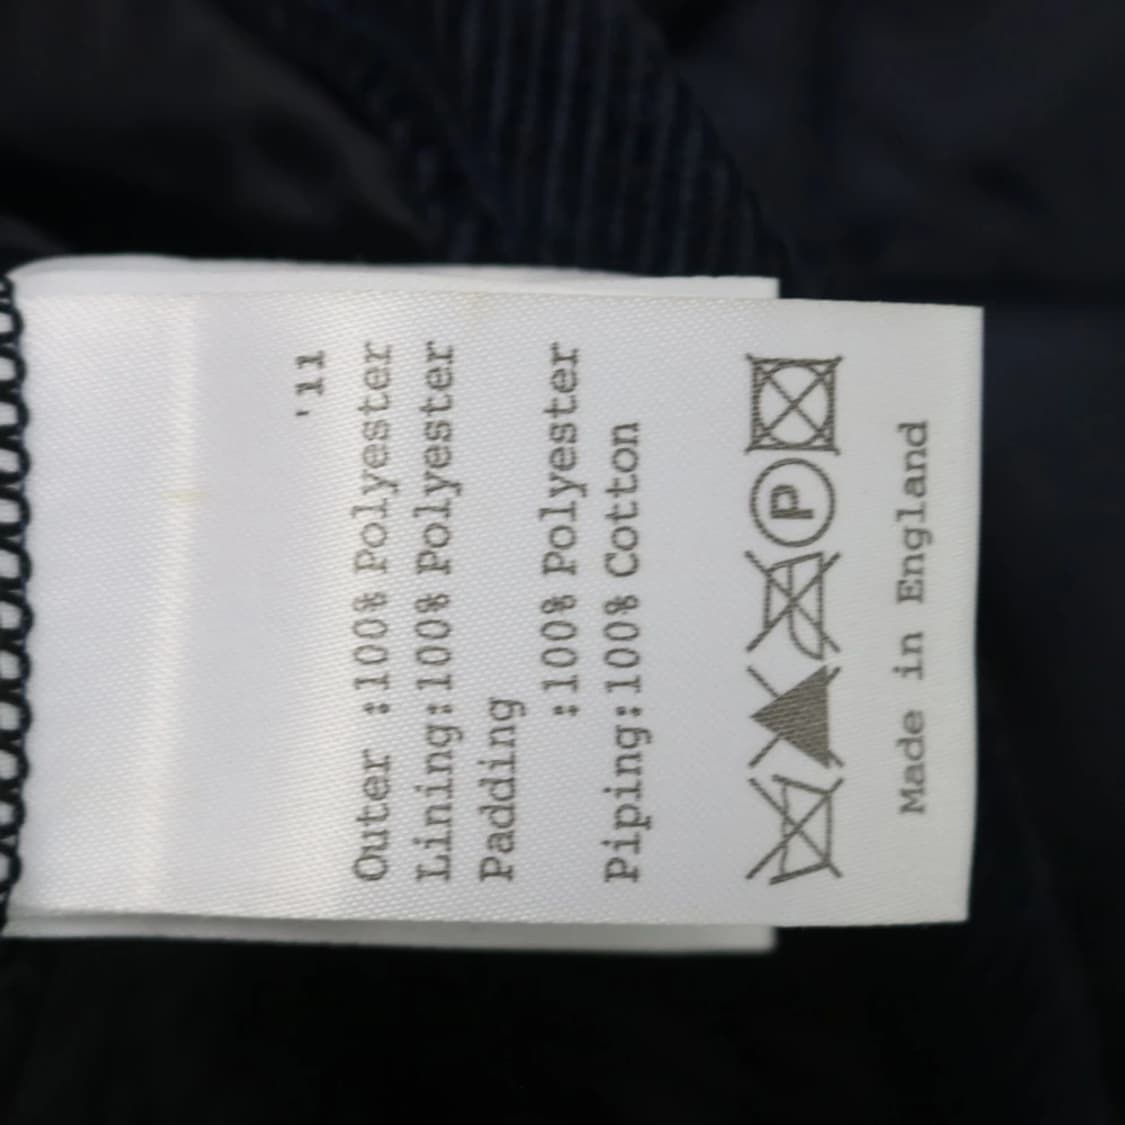 '11
Outer :100% Polyester
Lining:100% Polyester
Padding
:100% Polyester
Piping:100% Cotton
P
Made in England